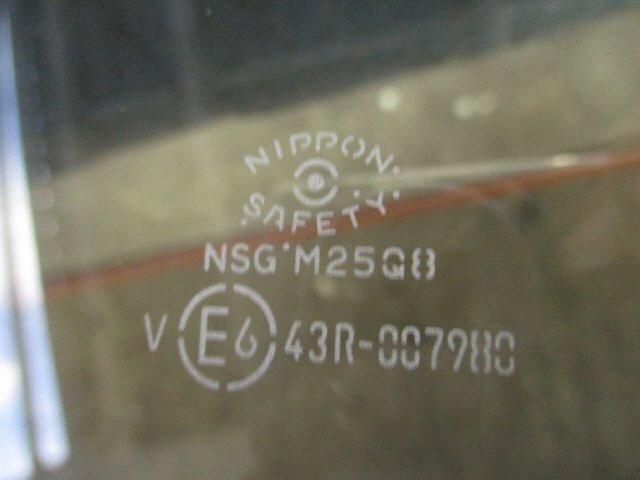 NIPPON
SAFETY
NSG M25Q8
V E6 43R-007980